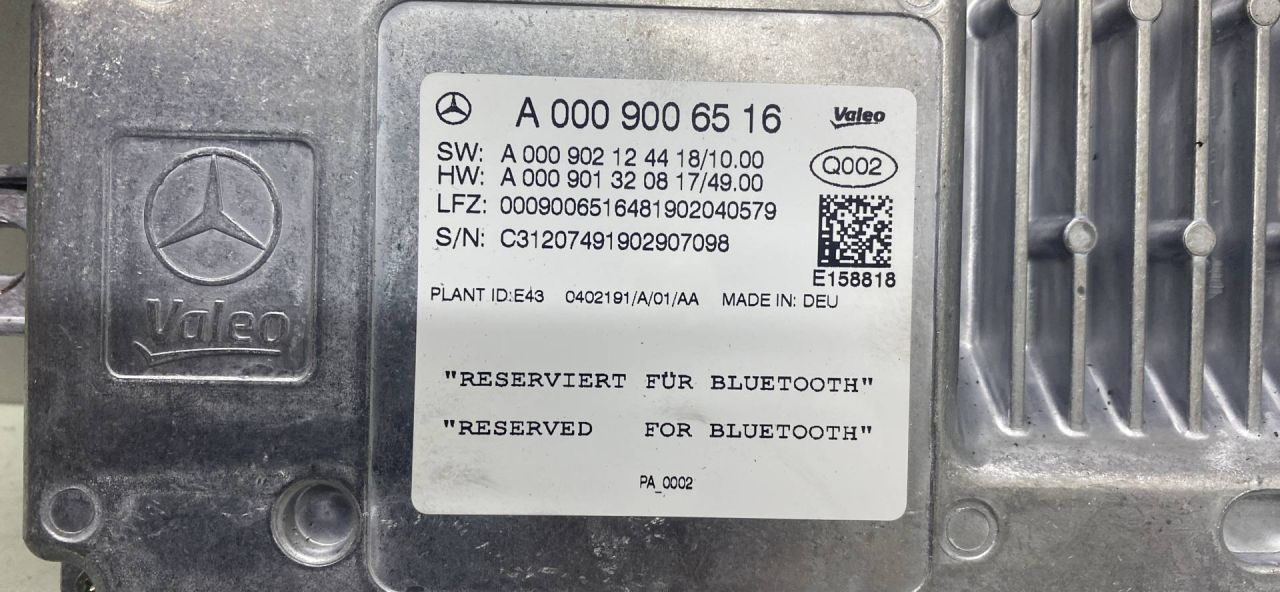 A 000 900 65 16
Valeo
SW: A 000 902 12 44 18/10.00
HW: A 000 901 32 08 17/49.00
Q002
LFZ: 0009006516481902040579
S/N: C31207491902907098
E158818
PLANT ID:E43 0402191/A/01/AA MADE IN: DEU
"RESERVIERT FÜR BLUETOOTH"
"RESERVED FOR BLUETOOTH"
PA_0002
Valeo